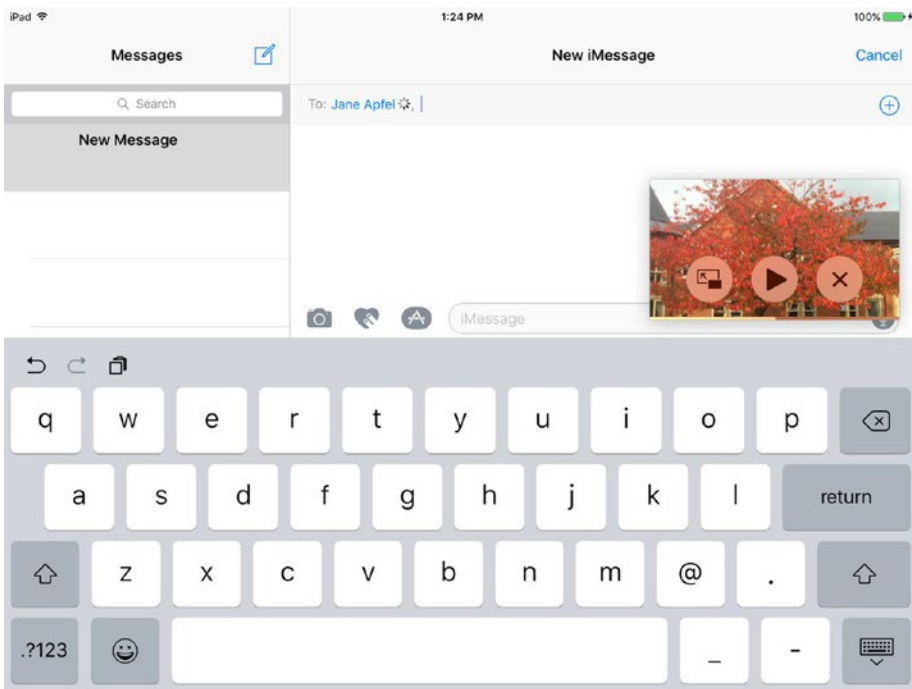 iPad 1:24 PM 100%
Messages New iMessage Cancel
Search To: Jane Apfel,
New Message
iMessage
q w e r t y u i o p
a s d f g h j k l return
z x c v b n m @ .
.?123 _ -